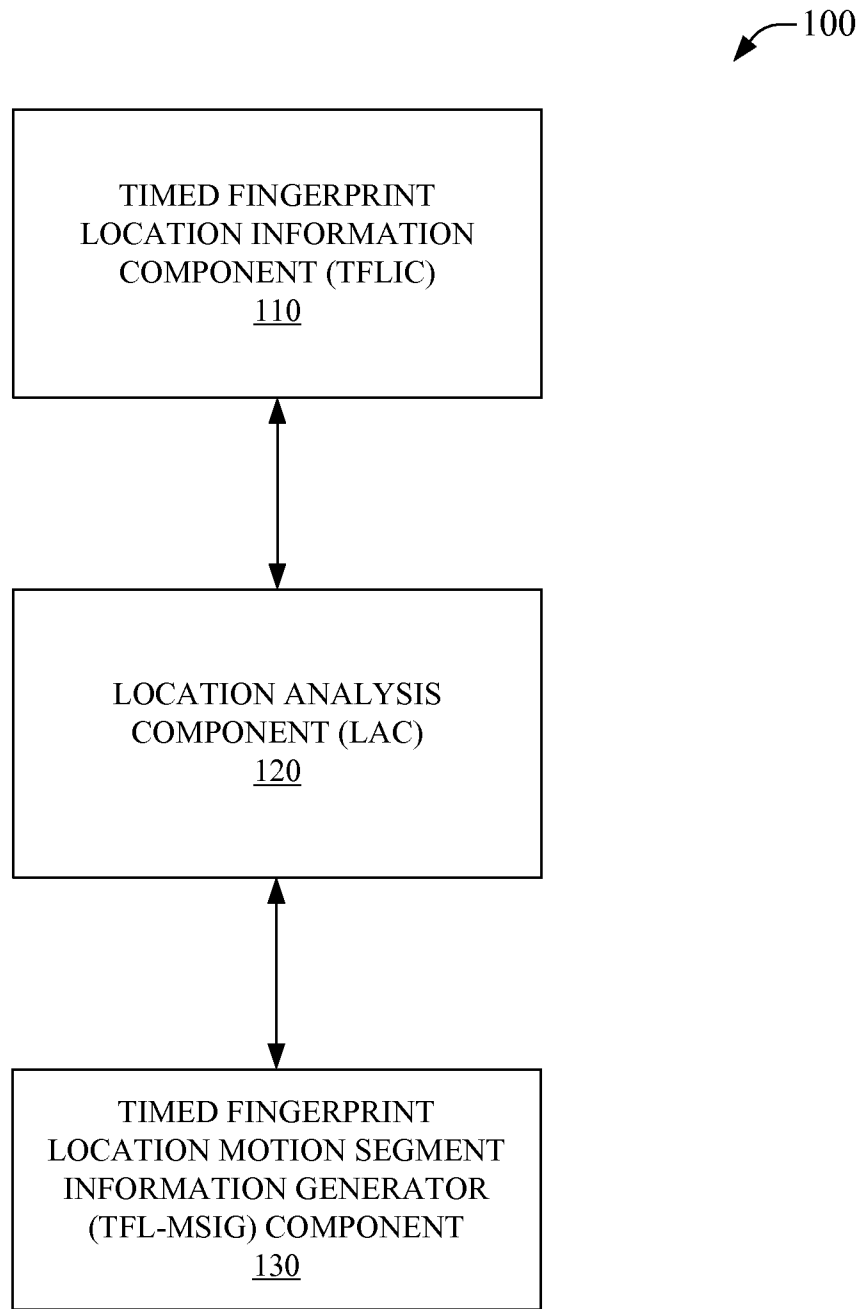 100
TIMED FINGERPRINT
LOCATION INFORMATION
COMPONENT (TFLIC)
110
LOCATION ANALYSIS
COMPONENT (LAC)
120
TIMED FINGERPRINT
LOCATION MOTION SEGMENT
INFORMATION GENERATOR
(TFL-MSIG) COMPONENT
130